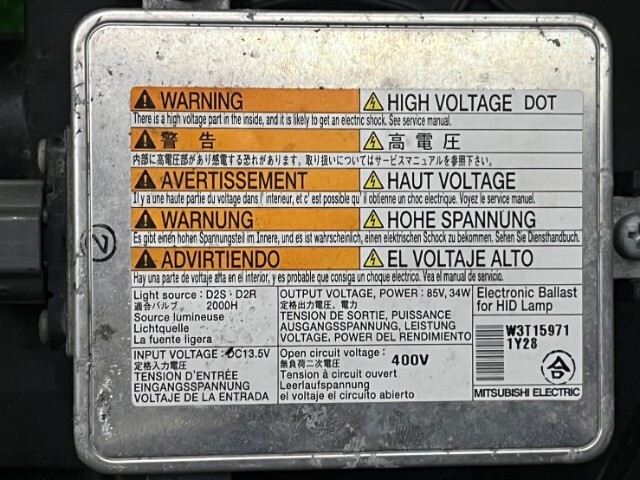 WARNING
HIGH VOLTAGE DOT
There is a high voltage part in the inside, and it is likely to get an electric shock. See service manual.
警告
高電圧
内部に高電圧部があり感電する恐れがあります。取り扱いについてはサービスマニュアルを参照下さい。
AVERTISSEMENT
HAUT VOLTAGE
Il y a une haute partie du voltage dans l'interieur, et c'est possible qu'il obtienne un choc electrique. Voyez le service manuel.
WARNUNG
HOHE SPANNUNG
Es gibt einen hohen Spannungsteil im Innere, und es ist wahrscheinlich, einen elektrischen Schock zu bekommen. Sehen Sie Diensthandbuch.
ADVIRTIENDO
EL VOLTAJE ALTO
Hay una parte de voltaje alta en el interior, y es probable que consiga un choque eléctrico. Vea el manual de servicio.
Light source : D2S · D2R
適合バルブ 2000H
Source lumineuse
Lichtquelle
La fuente ligera
OUTPUT VOLTAGE, POWER : 85V, 34W
定格出力電圧、電力
TENSION DE SORTIE, PUISSANCE
AUSGANGSSPANNUNG, LEISTUNG
VOLTAJE, POWER DEL RENDIMIENTO
Electronic Ballast
for HID Lamp
W3T15971
1Y28
合
MITSUBISHI ELECTRIC
INPUT VOLTAGE : DC13.5V
定格入力電圧
TENSION D'ENTRÉE
EINGANGSSPANNUNG
VOLTAJE DE LA ENTRADA
Open circuit voltage : 400V
無負荷二次電圧
Tension à circuit ouvert
Leerlaufspannung
el voltaje el circuito abierto